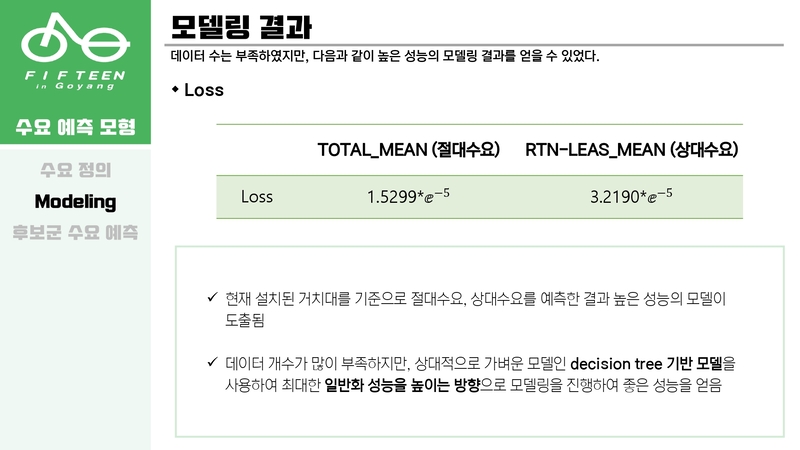 FIFTEEN
in Goyang
수요 예측 모형
수요 정의
Modeling
후보군 수요 예측
모델링 결과
데이터 수는 부족하였지만, 다음과 같이 높은 성능의 모델링 결과를 얻을 수 있었다.
◆ Loss
TOTAL_MEAN (절대수요) RTN-LEAS_MEAN (상대수요)
Loss 1.5299*ⅇ⁻⁵ 3.2190*ⅇ⁻⁵
✓ 현재 설치된 거치대를 기준으로 절대수요, 상대수요를 예측한 결과 높은 성능의 모델이
도출됨
✓ 데이터 개수가 많이 부족하지만, 상대적으로 가벼운 모델인 decision tree 기반 모델을
사용하여 최대한 일반화 성능을 높이는 방향으로 모델링을 진행하여 좋은 성능을 얻음